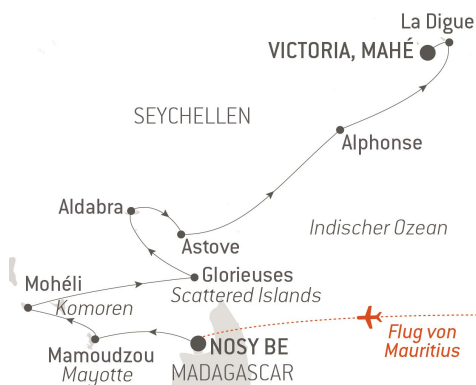 La Digue
VICTORIA, MAHÉ
SEYCHELLEN
Alphonse
Aldabra
Astove
Indischer Ozean
Mohéli
Glorieuses
Komoren
Scattered Islands
Mamoudzou
NOSY BE
Flug von
Mauritius
Mayotte
MADAGASCAR